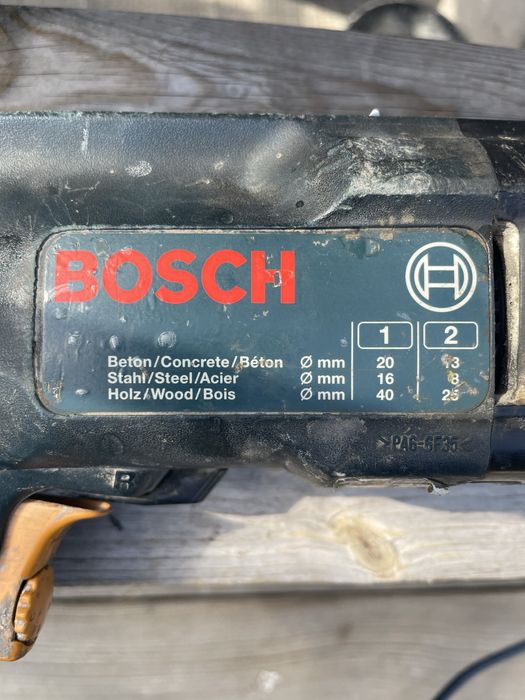 BOSCH
1 2
Beton/Concrete/Béton Ø mm 20 13
Stahl/Steel/Acier Ø mm 16 8
Holz/Wood/Bois Ø mm 40 25
>PA6-GF35<
R